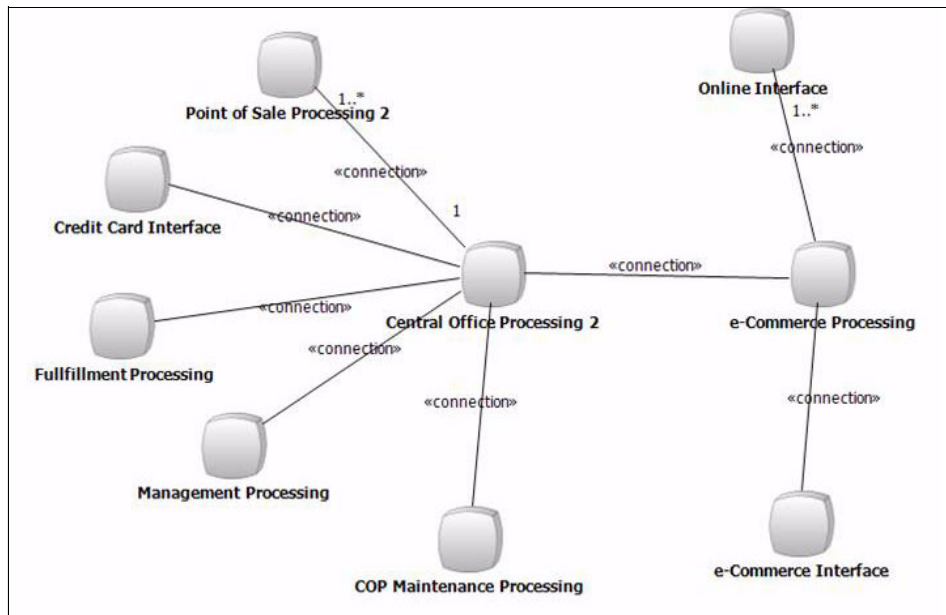 Online Interface
1..*
Point of Sale Processing 2
1..*
«connection»
«connection»
Credit Card Interface
«connection»
1
«connection»
Central Office Processing 2
e-Commerce Processing
«connection»
Fullfillment Processing
«connection»
«connection»
«connection»
Management Processing
COP Maintenance Processing
e-Commerce Interface